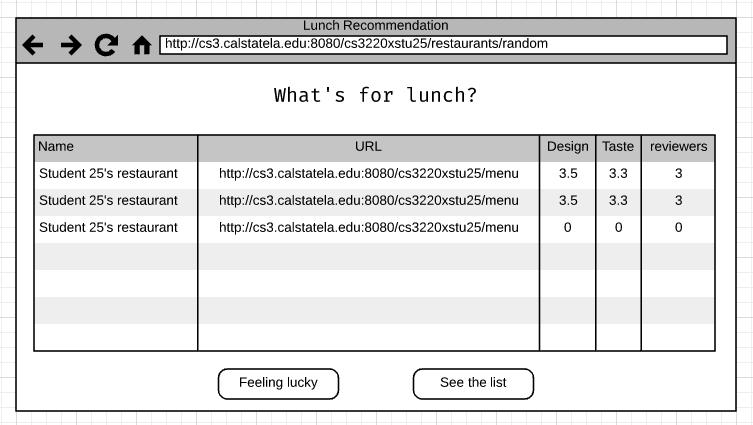 Lunch Recommendation
http://cs3.calstatela.edu:8080/cs3220xstu25/restaurants/random
What's for lunch?
Name URL Design Taste reviewers
Student 25's restaurant http://cs3.calstatela.edu:8080/cs3220xstu25/menu 3.5 3.3 3
Student 25's restaurant http://cs3.calstatela.edu:8080/cs3220xstu25/menu 3.5 3.3 3
Student 25's restaurant http://cs3.calstatela.edu:8080/cs3220xstu25/menu 0 0 0
Feeling lucky See the list